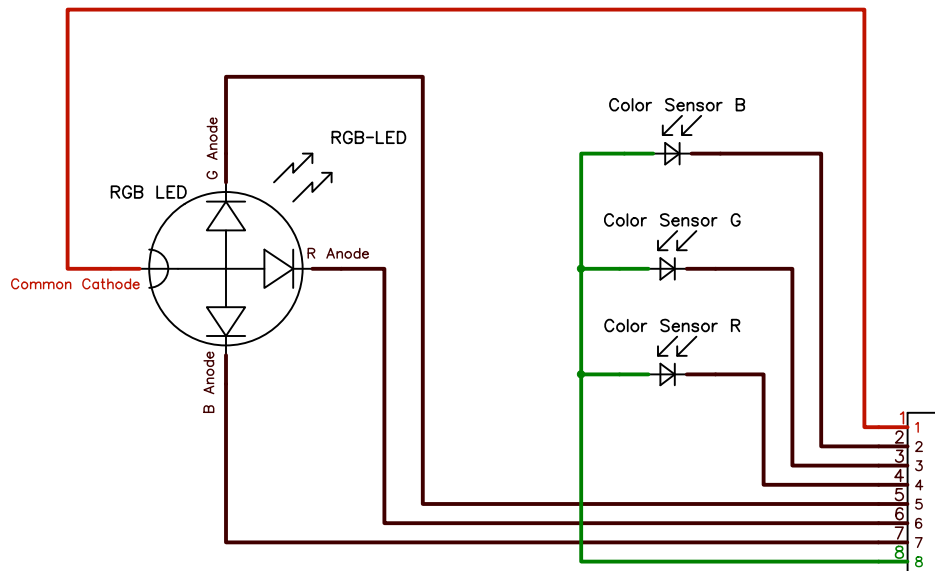 Color Sensor B
G Anode
RGB-LED
RGB LED
Color Sensor G
R Anode
Common Cathode
Color Sensor R
B Anode
1 1
2 2
3 3
4 4
5 5
6 6
7 7
8 8